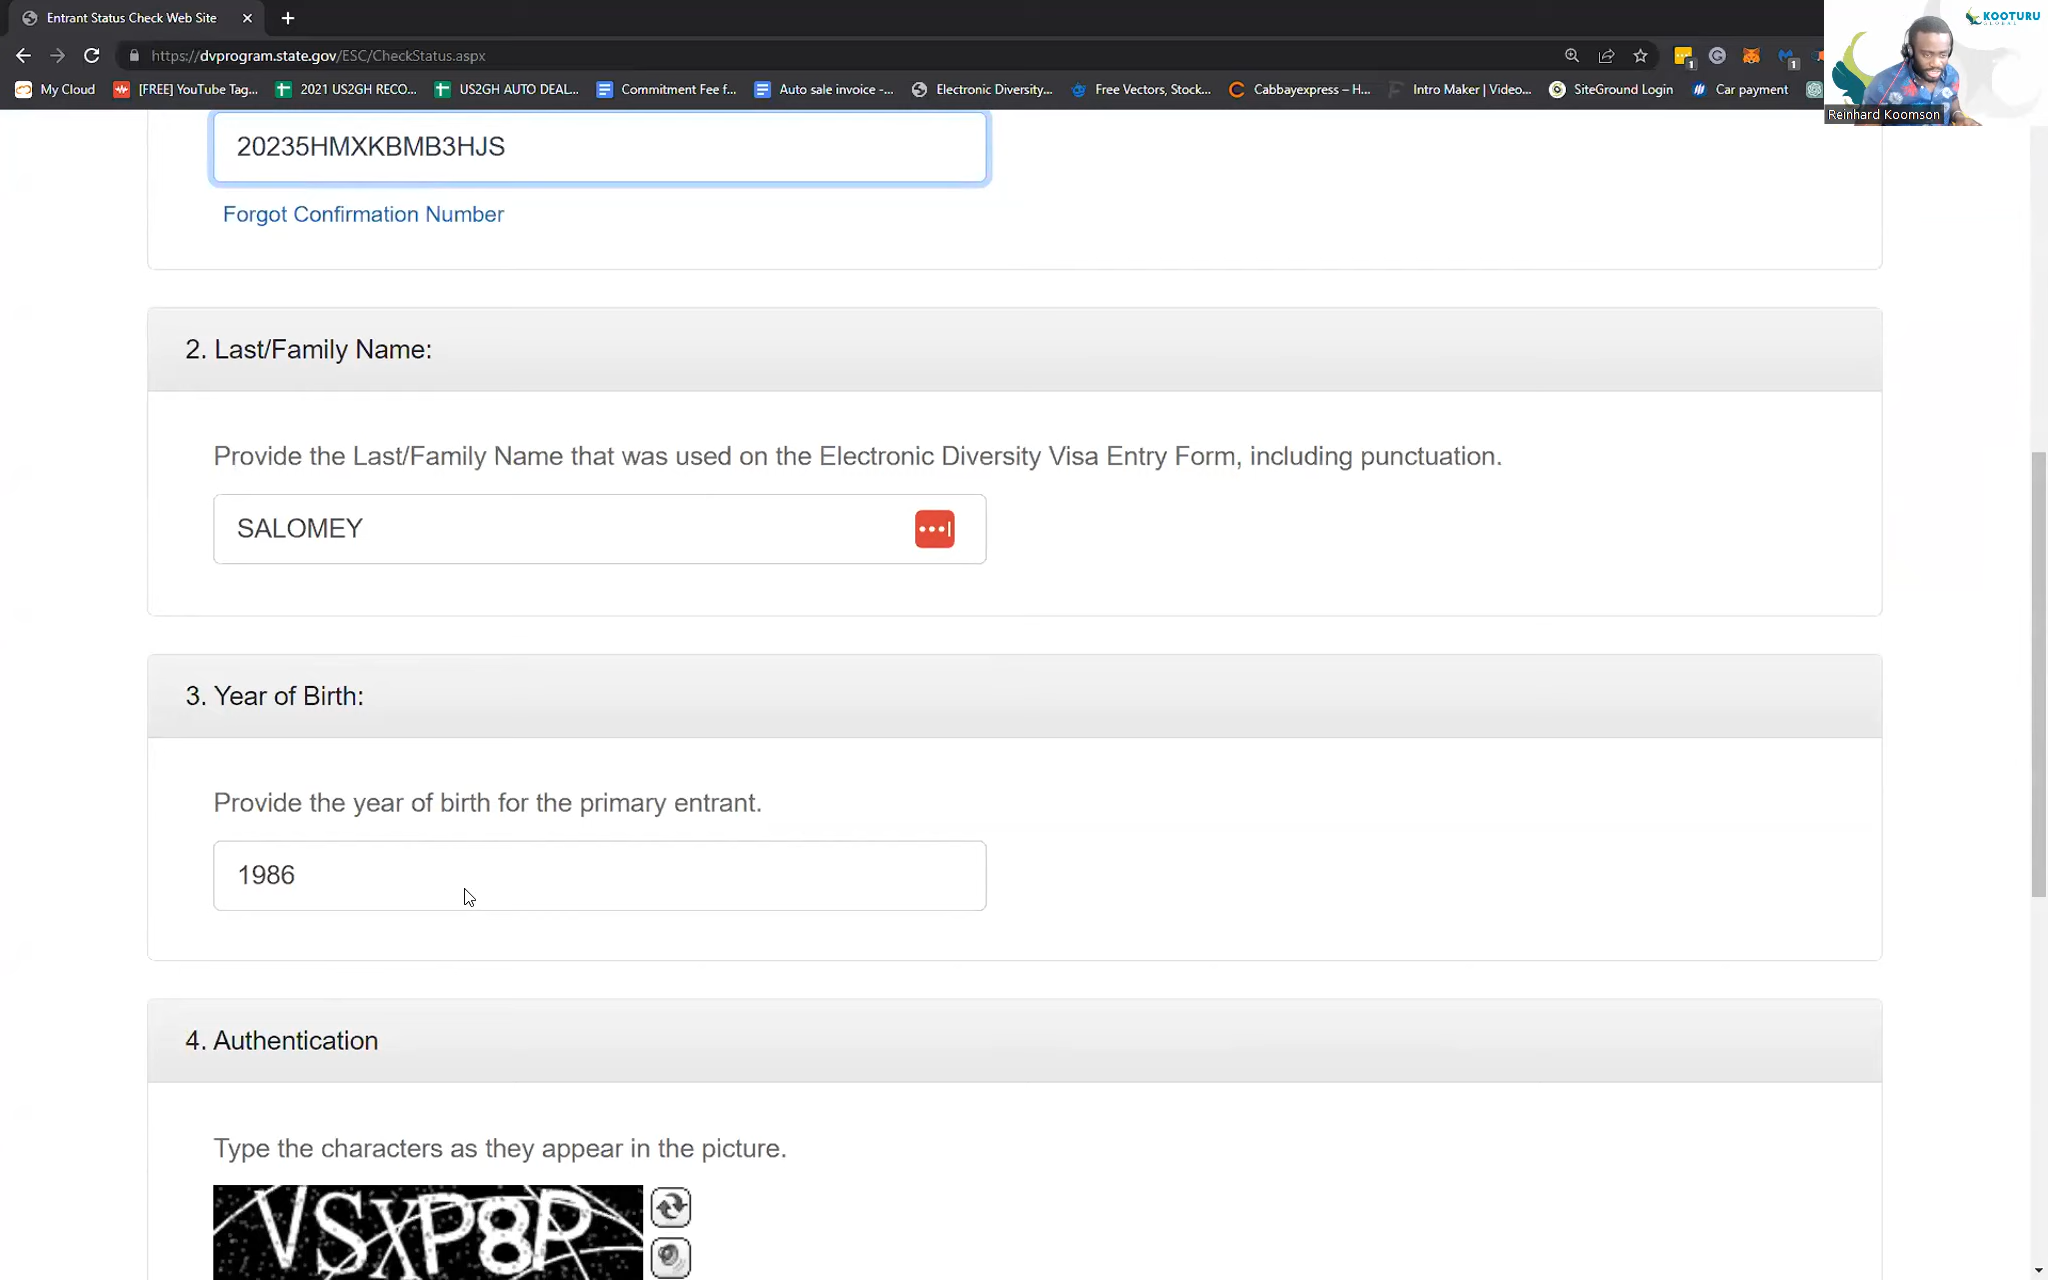 Entrant Status Check Web Site
https://dvprogram.state.gov/ESC/CheckStatus.aspx
My Cloud
[FREE] YouTube Tag...
2021 US2GH RECO...
US2GH AUTO DEAL...
Commitment Fee f...
Auto sale invoice -...
Electronic Diversity...
Free Vectors, Stock...
Cabbayexpress – H...
Intro Maker | Video...
SiteGround Login
Car payment
KOOTURU
GLOBAL
Reinhard Koomson
20235HMXKBMB3HJS
Forgot Confirmation Number
2. Last/Family Name:
Provide the Last/Family Name that was used on the Electronic Diversity Visa Entry Form, including punctuation.
SALOMEY
3. Year of Birth:
Provide the year of birth for the primary entrant.
1986
4. Authentication
Type the characters as they appear in the picture.
VSXP8P